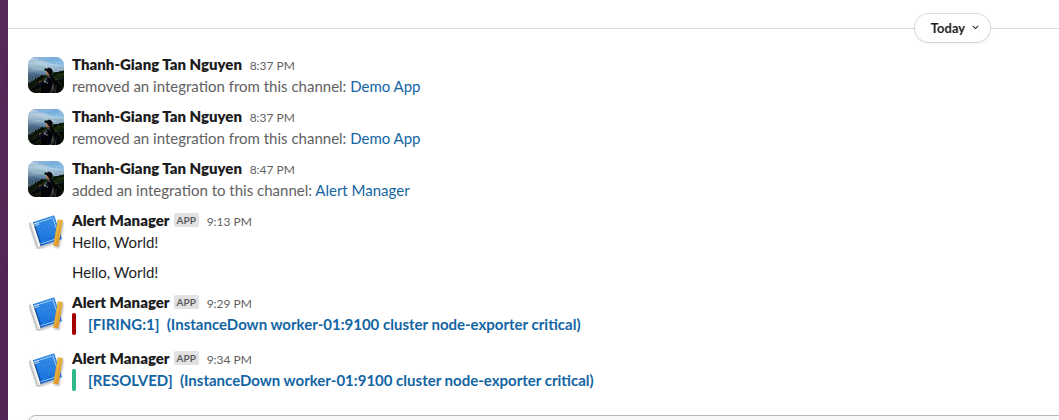 Today
Thanh-Giang Tan Nguyen 8:37 PM
removed an integration from this channel: Demo App
Thanh-Giang Tan Nguyen 8:37 PM
removed an integration from this channel: Demo App
Thanh-Giang Tan Nguyen 8:47 PM
added an integration to this channel: Alert Manager
Alert Manager APP 9:13 PM
Hello, World!
Hello, World!
Alert Manager APP 9:29 PM
[FIRING:1] (InstanceDown worker-01:9100 cluster node-exporter critical)
Alert Manager APP 9:34 PM
[RESOLVED] (InstanceDown worker-01:9100 cluster node-exporter critical)